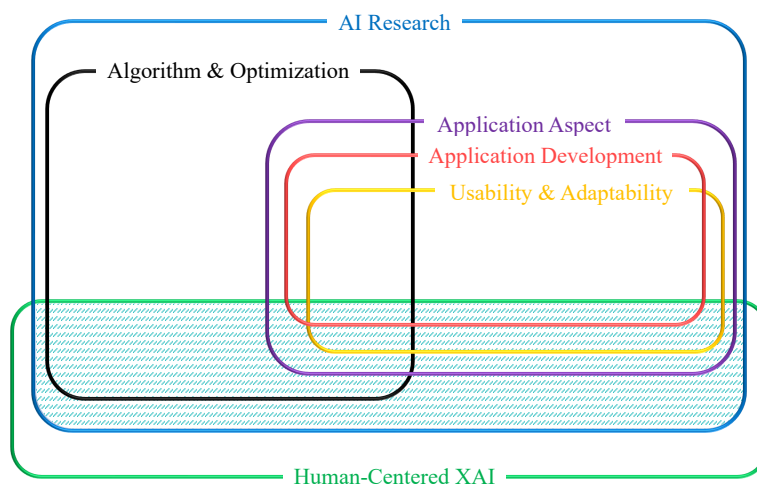 AI Research
Algorithm & Optimization
Application Aspect
Application Development
Usability & Adaptability
Human-Centered XAI